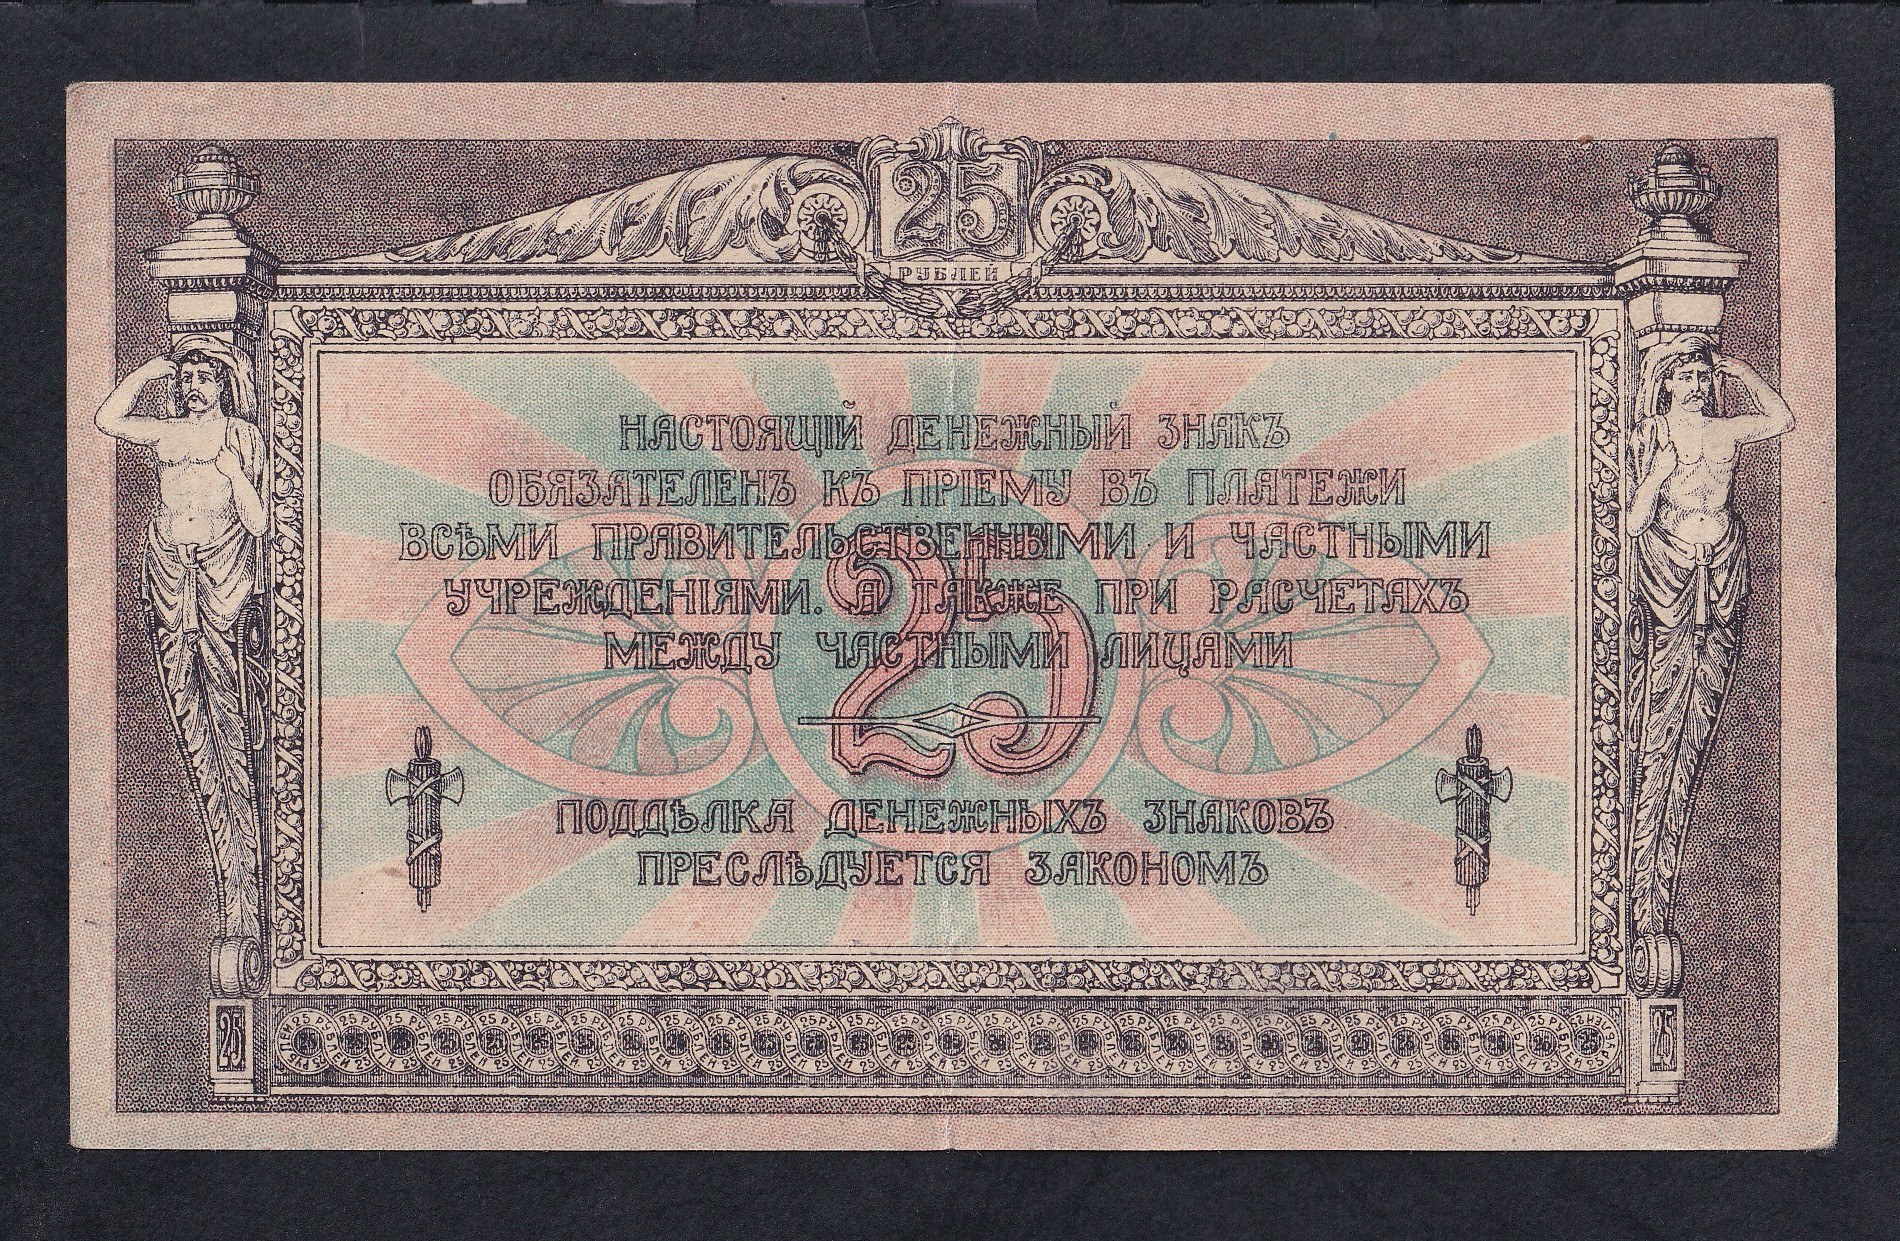 25
РУБЛЕЙ
НАСТОЯЩІЙ ДЕНЕЖНЫЙ ЗНАКЪ
ОБЯЗАТЕЛЕНЪ КЪ ПРІЕМУ ВЪ ПЛАТЕЖИ
ВСѢМИ ПРАВИТЕЛЬСТВЕННЫМИ И ЧАСТНЫМИ
УЧРЕЖДЕНІЯМИ. А ТАКЖЕ ПРИ РАСЧЕТАХЪ
МЕЖДУ ЧАСТНЫМИ ЛИЦАМИ
25
ПОДДѢЛКА ДЕНЕЖНЫХЪ ЗНАКОВЪ
ПРЕСЛѢДУЕТСЯ ЗАКОНОМЪ
25
25